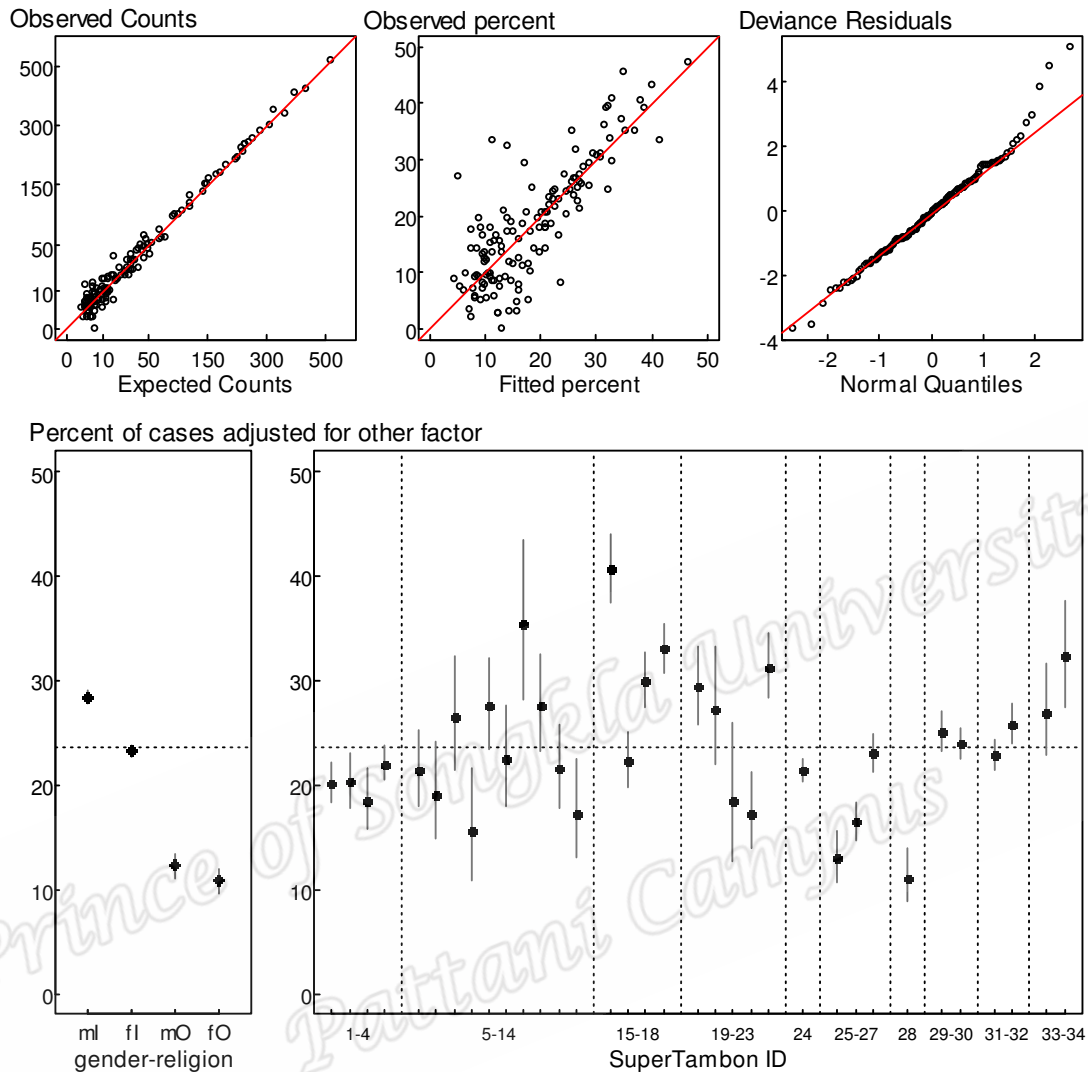 Observed Counts
500
300
150
50
10
0
0 10 50 150 300 500
Expected Counts
Observed percent
50
40
30
20
10
0
0 10 20 30 40 50
Fitted percent
Deviance Residuals
4
2
0
-2
-4
-2 -1 0 1 2
Normal Quantiles
Percent of cases adjusted for other factor
50
40
30
20
10
0
mI fI mO fO
gender-religion
50
40
30
20
10
0
1-4 5-14 15-18 19-23 24 25-27 28 29-30 31-32 33-34
SuperTambon ID
Prince of Songkla University
Pattani Campus